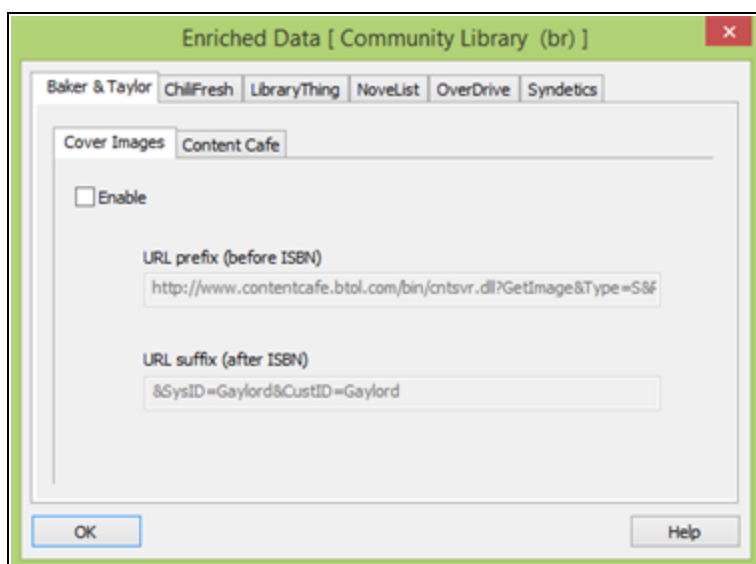 Enriched Data [ Community Library (br) ]
Baker & Taylor ChiliFresh LibraryThing NoveList OverDrive Syndetics
Cover Images Content Cafe
Enable
URL prefix (before ISBN)
http://www.contentcafe.btol.com/bin/cntsvr.dll?GetImage&Type=S&F
URL suffix (after ISBN)
&SysID=Gaylord&CustID=Gaylord
OK Help